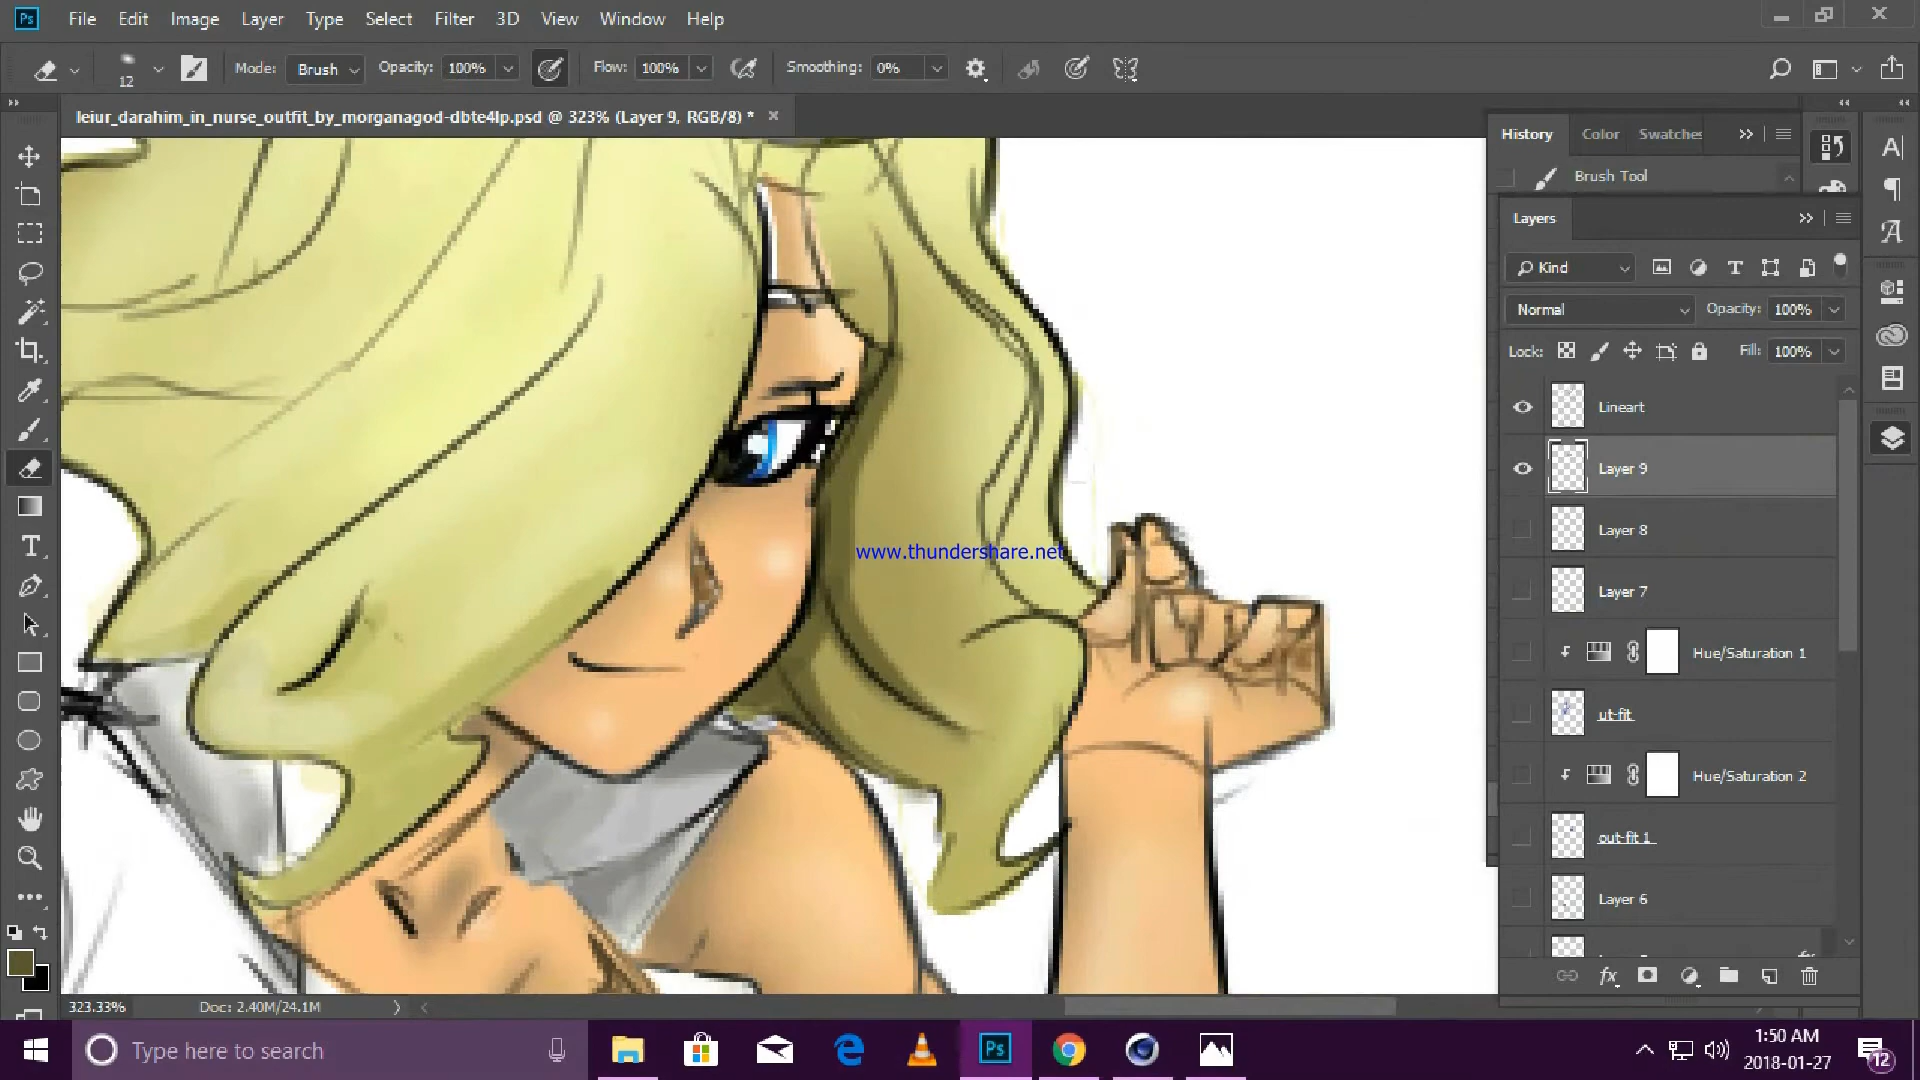 Ps File Edit Image Layer Type Select Filter 3D View Window Help
12 Mode: Brush Opacity: 100% Flow: 100% Smoothing: 0%
leiur_darahim_in_nurse_outfit_by_morganagod-dbte4lp.psd @ 323% (Layer 9, RGB/8) *
History Color Swatches
Brush Tool
Layers
Kind
Normal Opacity: 100%
Lock: Fill: 100%
Lineart
Layer 9
Layer 8
Layer 7
Hue/Saturation 1
ut-fit
Hue/Saturation 2
out-fit 1
Layer 6
www.thundershare.net
323.33% Doc: 2.40M/24.1M
Type here to search
Ps
1:50 AM
2018-01-27
12